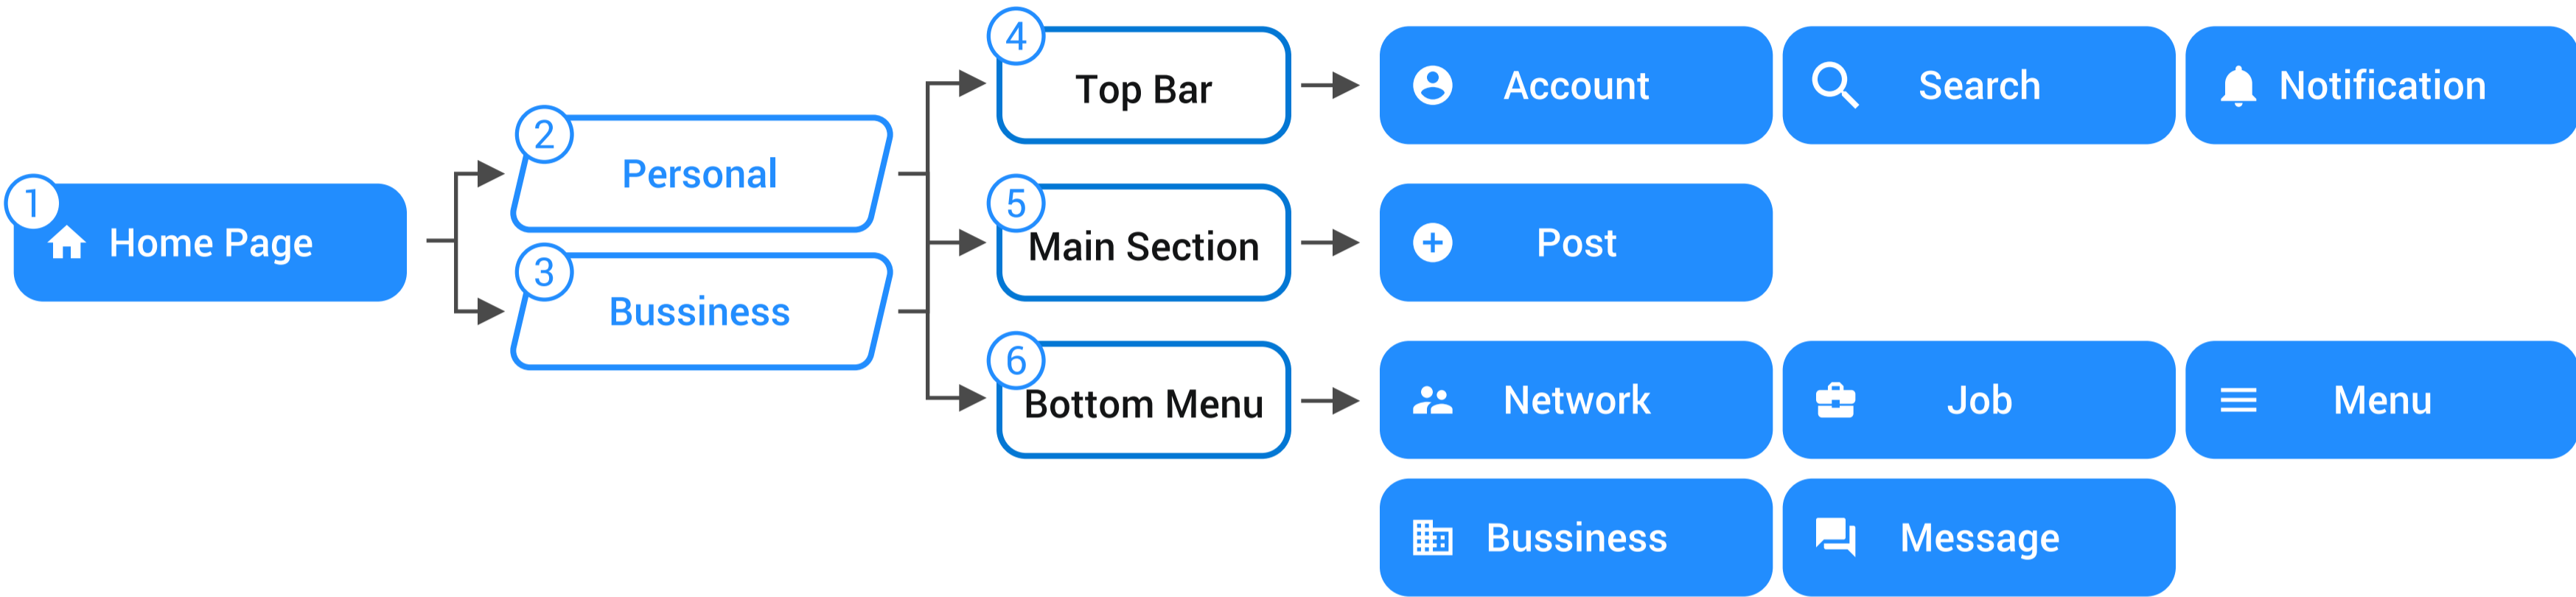 1
Home Page
2
Personal
3
Bussiness
4
Top Bar
Account
Search
Notification
5
Main Section
Post
6
Bottom Menu
Network
Job
Menu
Bussiness
Message